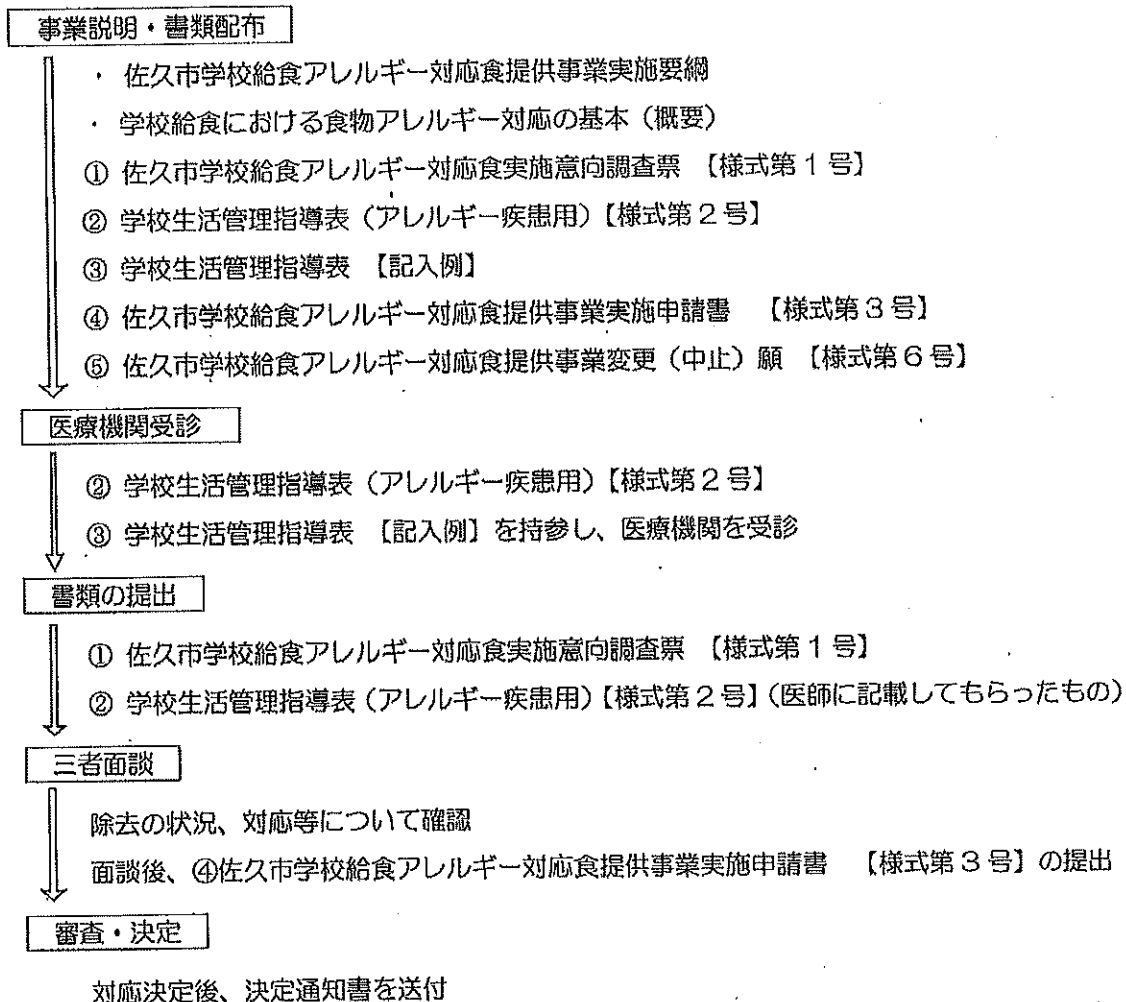 事業説明・書類配布
・ 佐久市学校給食アレルギー対応食提供事業実施要綱
・ 学校給食における食物アレルギー対応の基本（概要）
① 佐久市学校給食アレルギー対応食実施意向調査票 【様式第１号】
② 学校生活管理指導表（アレルギー疾患用）【様式第２号】
③ 学校生活管理指導表 【記入例】
④ 佐久市学校給食アレルギー対応食提供事業実施申請書 【様式第３号】
⑤ 佐久市学校給食アレルギー対応食提供事業変更（中止）願 【様式第６号】
医療機関受診
② 学校生活管理指導表（アレルギー疾患用）【様式第２号】
③ 学校生活管理指導表 【記入例】を持参し、医療機関を受診
書類の提出
① 佐久市学校給食アレルギー対応食実施意向調査票 【様式第１号】
② 学校生活管理指導表（アレルギー疾患用）【様式第２号】（医師に記載してもらったもの）
三者面談
除去の状況、対応等について確認
面談後、④佐久市学校給食アレルギー対応食提供事業実施申請書 【様式第３号】の提出
審査・決定
対応決定後、決定通知書を送付